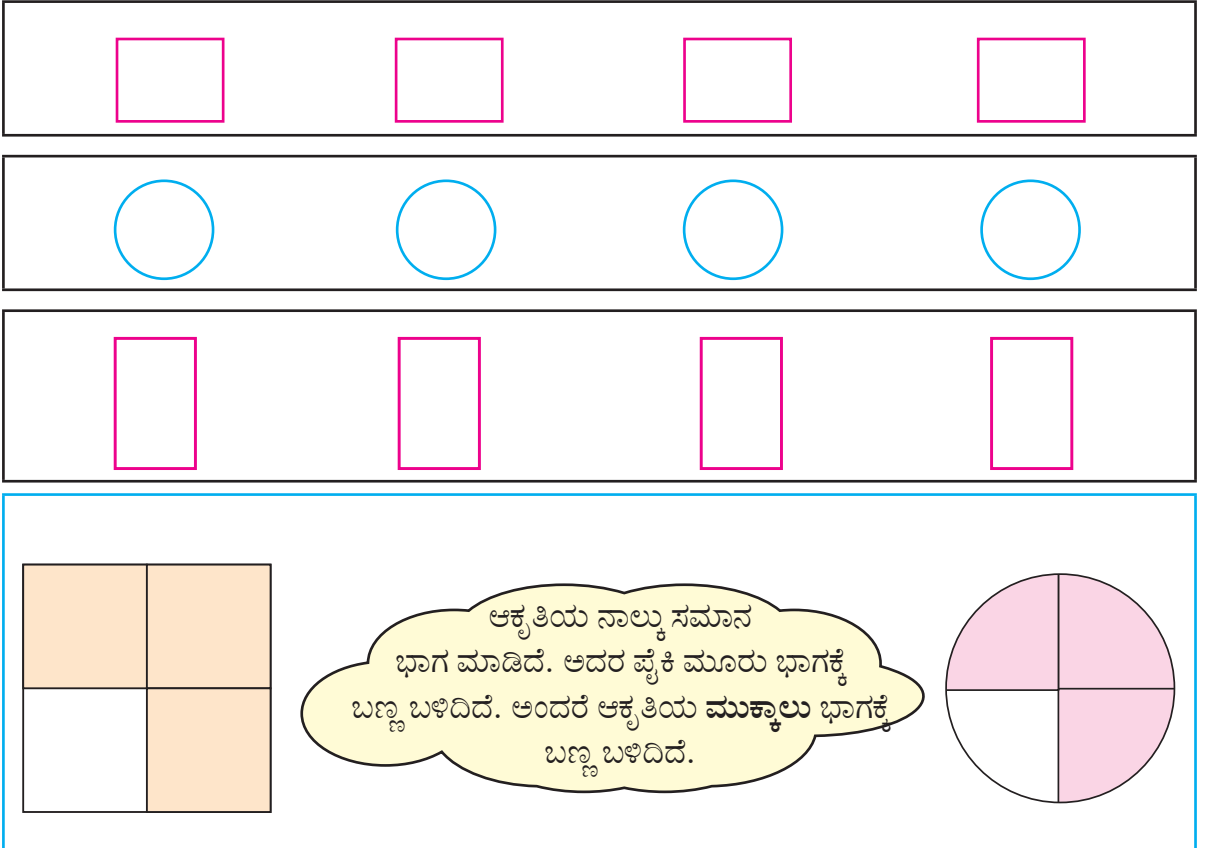 ಆಕೃತಿಯ ನಾಲ್ಕು ಸಮಾನ
ಭಾಗ ಮಾಡಿದೆ. ಅದರ ಪೈಕಿ ಮೂರು ಭಾಗಕ್ಕೆ
ಬಣ್ಣ ಬಳಿದಿದೆ. ಅಂದರೆ ಆಕೃತಿಯ ಮುಕ್ಕಾಲು ಭಾಗಕ್ಕೆ
ಬಣ್ಣ ಬಳಿದಿದೆ.